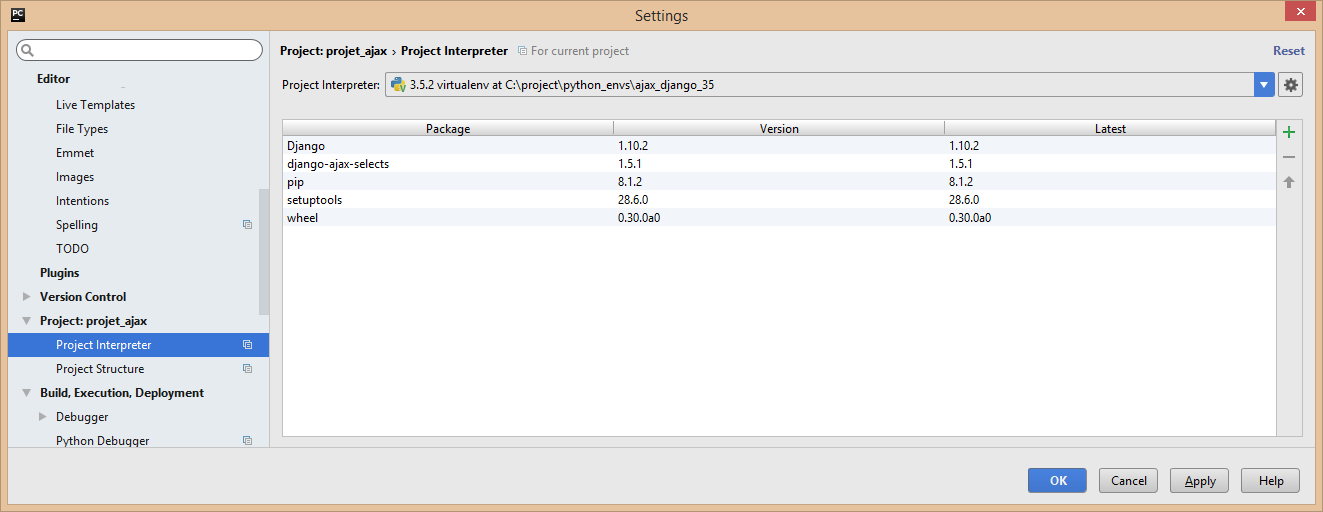 PC
Settings
Project: projet_ajax › Project Interpreter For current project Reset
Editor
Live Templates
File Types
Emmet
Images
Intentions
Spelling
TODO
Plugins
Version Control
Project: projet_ajax
Project Interpreter
Project Structure
Build, Execution, Deployment
Debugger
Python Debugger
Project Interpreter: 3.5.2 virtualenv at C:\project\python_envs\ajax_django_35
Package Version Latest
Django 1.10.2 1.10.2
django-ajax-selects 1.5.1 1.5.1
pip 8.1.2 8.1.2
setuptools 28.6.0 28.6.0
wheel 0.30.0a0 0.30.0a0
OK Cancel Apply Help